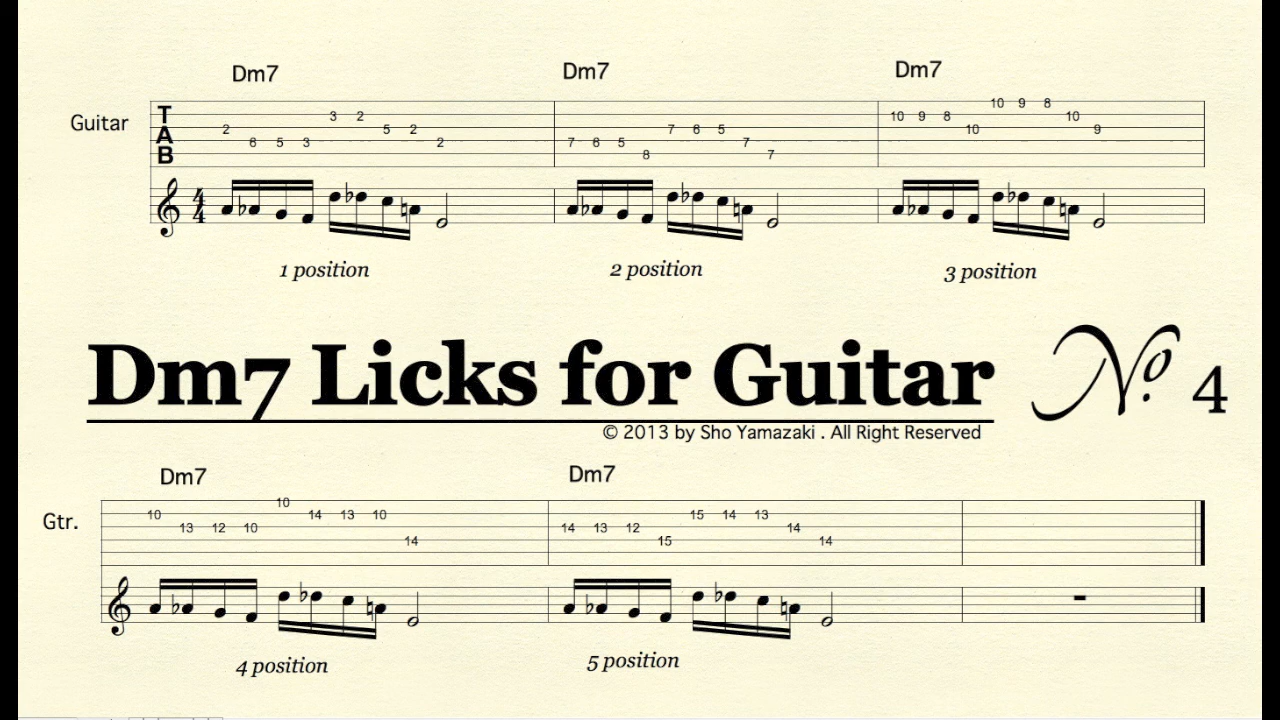 Dm7 Dm7 Dm7
Guitar
T
A
B
10 9 8
3 2 10 9 8 10
2 5 2 7 6 5 10 9
6 5 3 2 7 6 5 7
8 7
4
4
1 position 2 position 3 position
Dm7 Licks for Guitar No. 4
© 2013 by Sho Yamazaki . All Right Reserved
Dm7 Dm7
Gtr.
10
10 14 13 10 15 14 13
13 12 10 14 13 12 14
14 15 14
4 position 5 position